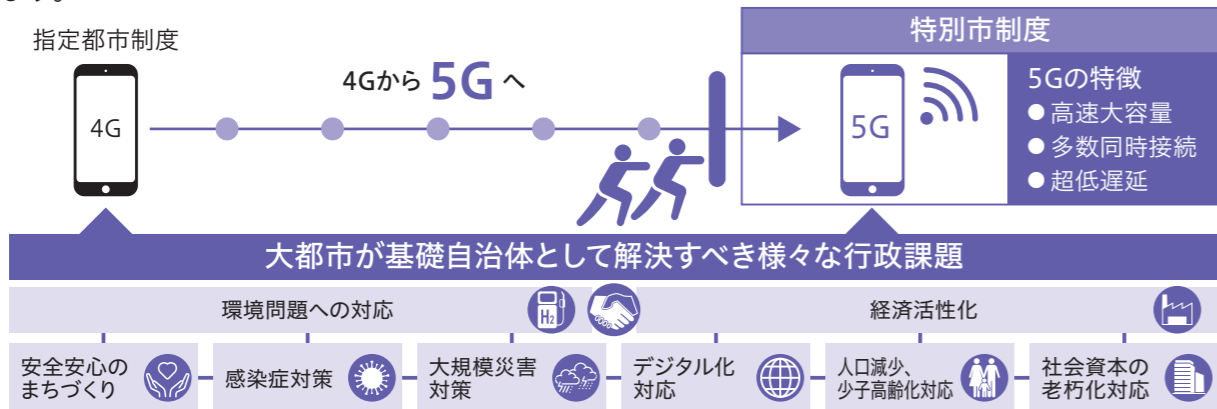 ます。
指定都市制度
4G
4Gから5Gへ
特別市制度
5G
5Gの特徴
● 高速大容量
● 多数同時接続
● 超低遅延
大都市が基礎自治体として解決すべき様々な行政課題
環境問題への対応
H2
経済活性化
安全安心の
まちづくり
感染症対策
大規模災害
対策
デジタル化
対応
人口減少、
少子高齢化対応
社会資本の
老朽化対応